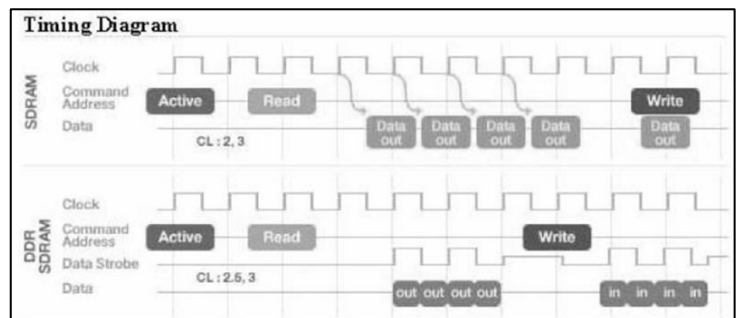 Timing Diagram
SDRAM
Clock
Command
Address
Active
Read
Write
Data
Data out
Data out
Data out
Data out
Data out
CL : 2, 3
DDR
SDRAM
Clock
Command
Address
Active
Read
Write
Data Strobe
CL : 2.5, 3
Data
out out out out
in in in in